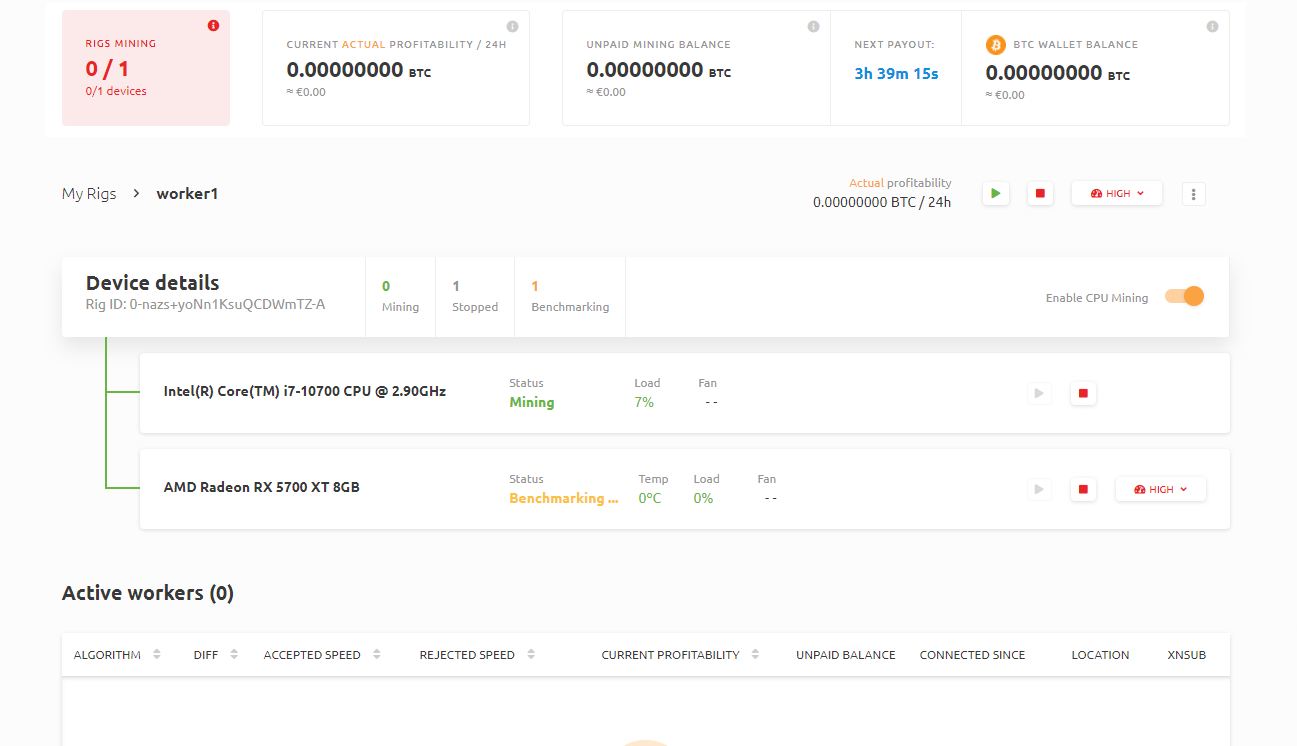 RIGS MINING
0 / 1
0/1 devices
CURRENT ACTUAL PROFITABILITY / 24H
0.00000000 BTC
≈ €0.00
UNPAID MINING BALANCE
0.00000000 BTC
≈ €0.00
NEXT PAYOUT:
3h 39m 15s
BTC WALLET BALANCE
0.00000000 BTC
≈ €0.00
My Rigs > worker1
Actual profitability
0.00000000 BTC / 24h
HIGH
Device details
Rig ID: 0-nazs+yoNn1KsuQCDWmTZ-A
0
Mining
1
Stopped
1
Benchmarking
Enable CPU Mining
Intel(R) Core(TM) i7-10700 CPU @ 2.90GHz
Status Load Fan
Mining 7% - -
AMD Radeon RX 5700 XT 8GB
Status Temp Load Fan
Benchmarking ... 0°C 0% - -
HIGH
Active workers (0)
ALGORITHM DIFF ACCEPTED SPEED REJECTED SPEED CURRENT PROFITABILITY UNPAID BALANCE CONNECTED SINCE LOCATION XNSUB